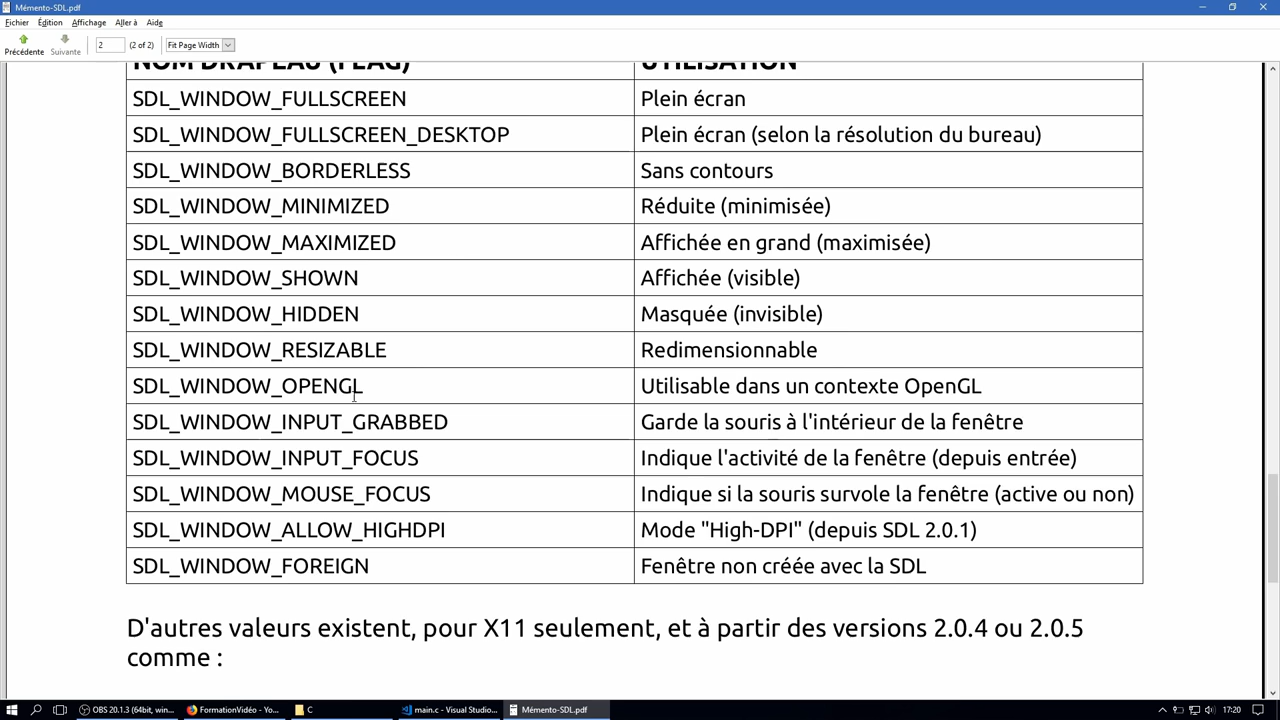 Mémento-SDL.pdf
Fichier Édition Affichage Aller à Aide
Précédente Suivante 2 (2 of 2) Fit Page Width
NOM DRAPEAU (FLAG) UTILISATION
SDL_WINDOW_FULLSCREEN Plein écran
SDL_WINDOW_FULLSCREEN_DESKTOP Plein écran (selon la résolution du bureau)
SDL_WINDOW_BORDERLESS Sans contours
SDL_WINDOW_MINIMIZED Réduite (minimisée)
SDL_WINDOW_MAXIMIZED Affichée en grand (maximisée)
SDL_WINDOW_SHOWN Affichée (visible)
SDL_WINDOW_HIDDEN Masquée (invisible)
SDL_WINDOW_RESIZABLE Redimensionnable
SDL_WINDOW_OPENGL Utilisable dans un contexte OpenGL
SDL_WINDOW_INPUT_GRABBED Garde la souris à l'intérieur de la fenêtre
SDL_WINDOW_INPUT_FOCUS Indique l'activité de la fenêtre (depuis entrée)
SDL_WINDOW_MOUSE_FOCUS Indique si la souris survole la fenêtre (active ou non)
SDL_WINDOW_ALLOW_HIGHDPI Mode "High-DPI" (depuis SDL 2.0.1)
SDL_WINDOW_FOREIGN Fenêtre non créée avec la SDL
D'autres valeurs existent, pour X11 seulement, et à partir des versions 2.0.4 ou 2.0.5
comme :
OBS 20.1.3 (64bit, win... FormationVidéo - Yo... C main.c - Visual Studio... Mémento-SDL.pdf 17:20